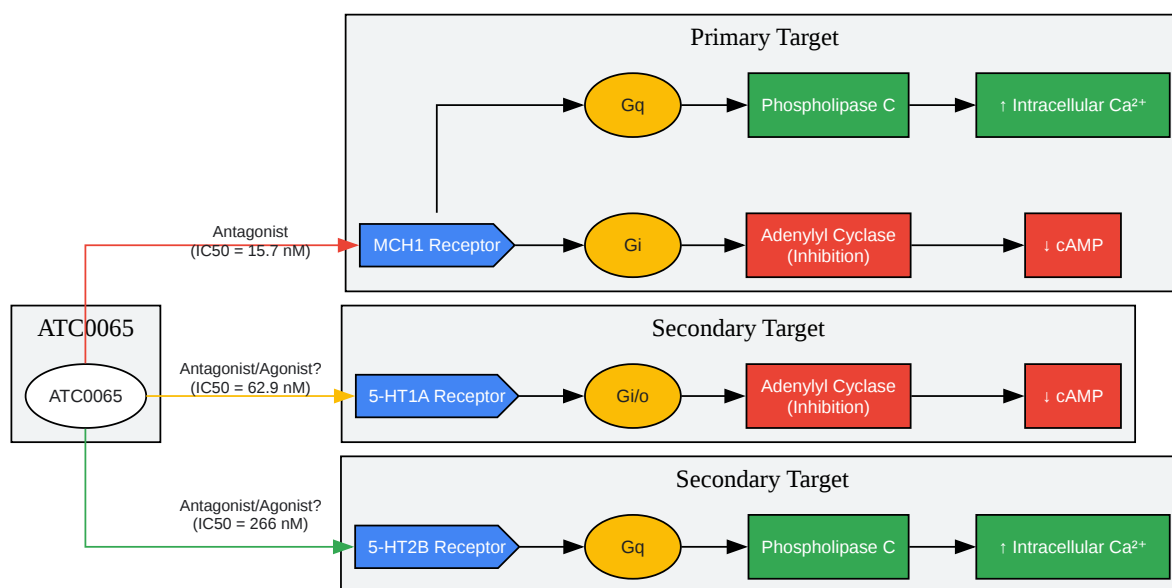 Primary Target
Gq
Phospholipase C
↑ Intracellular Ca²⁺
Antagonist
(IC50 = 15.7 nM)
MCH1 Receptor
Gi
Adenylyl Cyclase
(Inhibition)
↓ cAMP
ATC0065
ATC0065
Secondary Target
Antagonist/Agonist?
(IC50 = 62.9 nM)
5-HT1A Receptor
Gi/o
Adenylyl Cyclase
(Inhibition)
↓ cAMP
Secondary Target
Antagonist/Agonist?
(IC50 = 266 nM)
5-HT2B Receptor
Gq
Phospholipase C
↑ Intracellular Ca²⁺